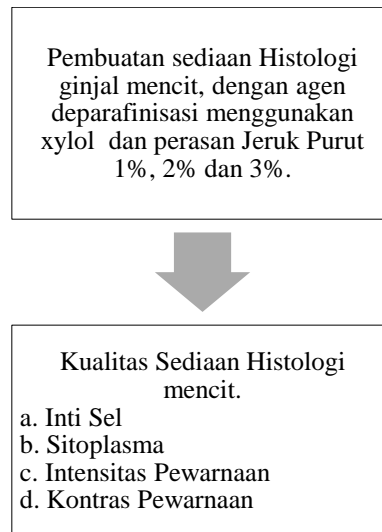 Pembuatan sediaan Histologi
ginjal mencit, dengan agen
deparafinisasi menggunakan
xylol dan perasan Jeruk Purut
1%, 2% dan 3%.
Kualitas Sediaan Histologi
mencit.
a. Inti Sel
b. Sitoplasma
c. Intensitas Pewarnaan
d. Kontras Pewarnaan